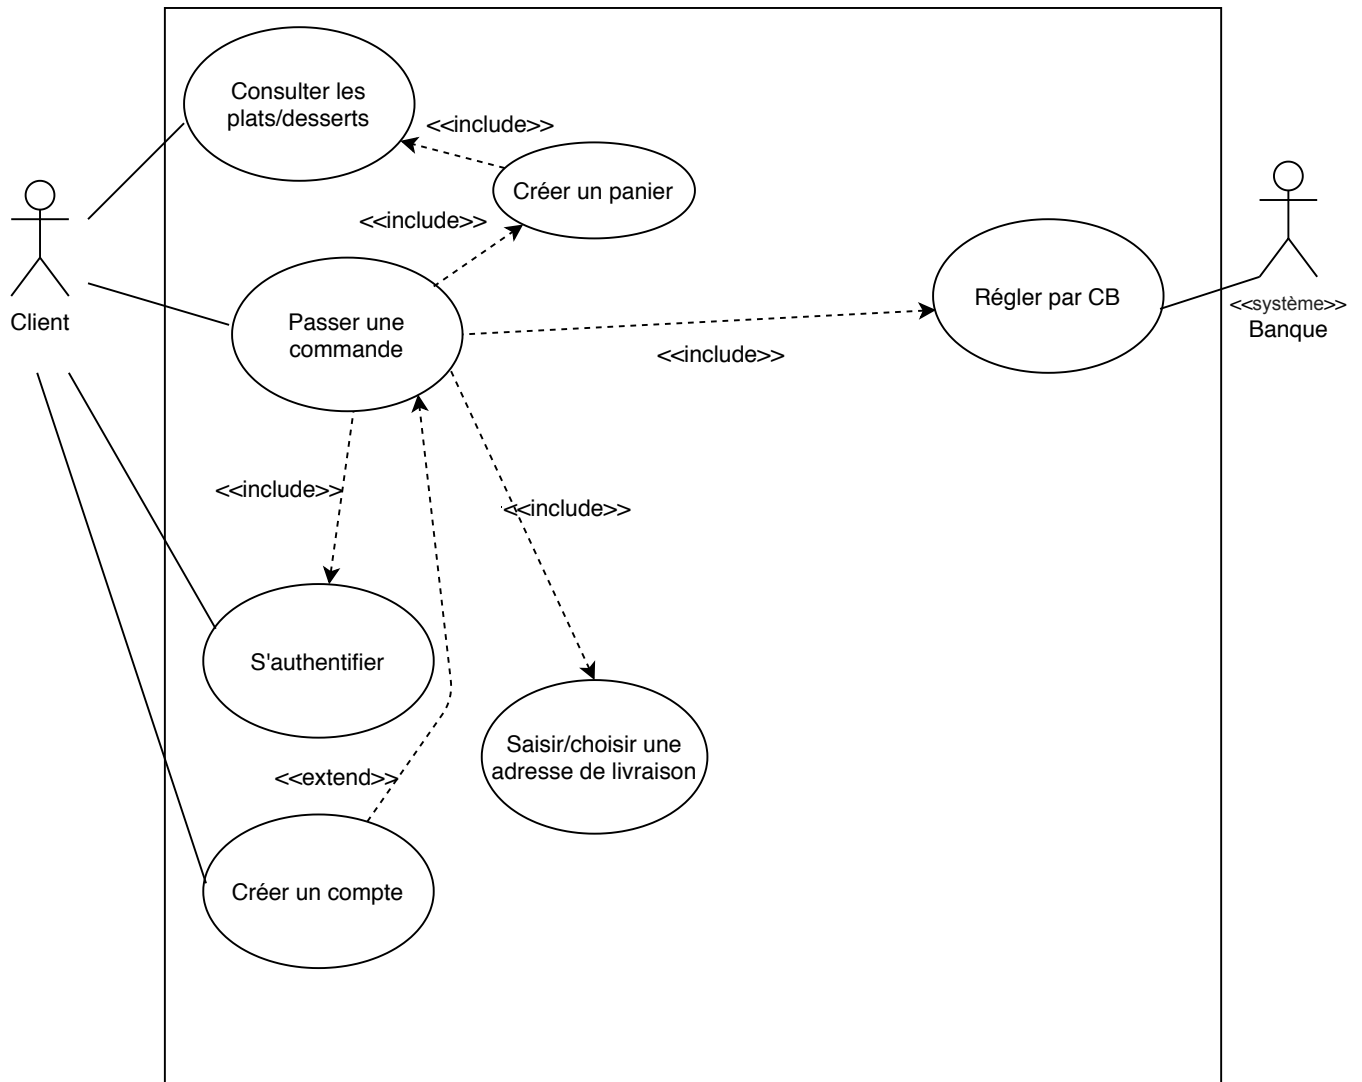 Consulter les
plats/desserts
<<include>>
Créer un panier
<<include>>
Client
Passer une
commande
Régler par CB
<<système>>
Banque
<<include>>
<<include>>
<<include>>
S'authentifier
Saisir/choisir une
adresse de livraison
<<extend>>
Créer un compte